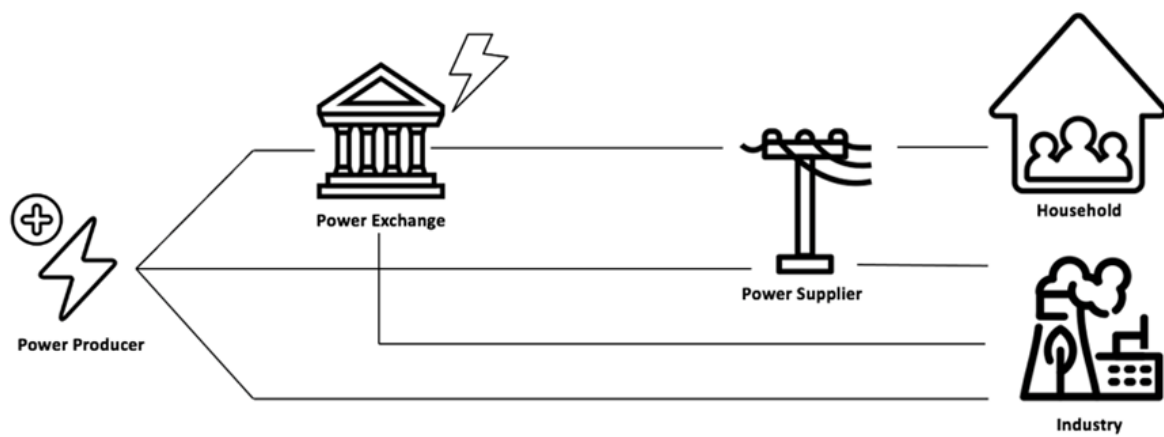 Power Exchange
Household
Power Supplier
Power Producer
Industry